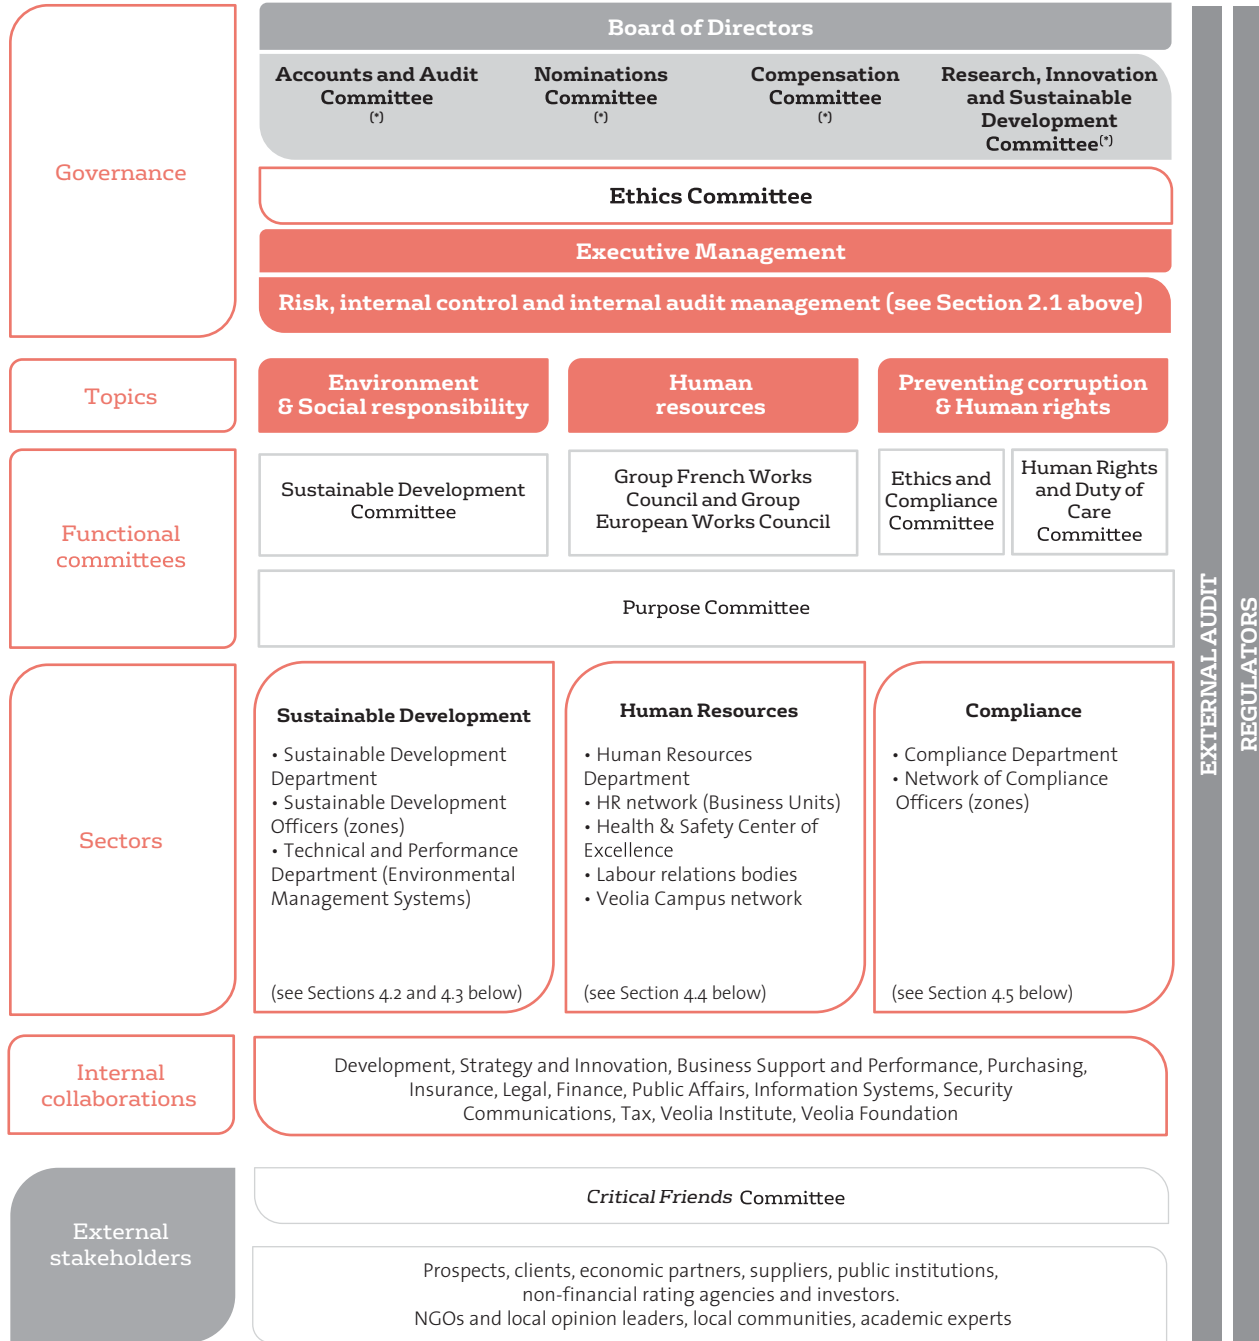 Board of Directors
Accounts and Audit
Committee
(*)
Nominations
Committee
(*)
Compensation
Committee
(*)
Research, Innovation
and Sustainable
Development
Committee(*)
Governance
Ethics Committee
Executive Management
Risk, internal control and internal audit management (see Section 2.1 above)
Topics
Environment
& Social responsibility
Human
resources
Preventing corruption
& Human rights
Functional
committees
Sustainable Development
Committee
Group French Works
Council and Group
European Works Council
Ethics and
Compliance
Committee
Human Rights
and Duty of
Care
Committee
Purpose Committee
Sectors
Sustainable Development
• Sustainable Development
Department
• Sustainable Development
Officers (zones)
• Technical and Performance
Department (Environmental
Management Systems)
(see Sections 4.2 and 4.3 below)
Human Resources
• Human Resources
Department
• HR network (Business Units)
• Health & Safety Center of
Excellence
• Labour relations bodies
• Veolia Campus network
(see Section 4.4 below)
Compliance
• Compliance Department
• Network of Compliance
Officers (zones)
(see Section 4.5 below)
Internal
collaborations
Development, Strategy and Innovation, Business Support and Performance, Purchasing,
Insurance, Legal, Finance, Public Affairs, Information Systems, Security
Communications, Tax, Veolia Institute, Veolia Foundation
External
stakeholders
Critical Friends Committee
Prospects, clients, economic partners, suppliers, public institutions,
non-financial rating agencies and investors.
NGOs and local opinion leaders, local communities, academic experts
EXTERNAL AUDIT
REGULATORS